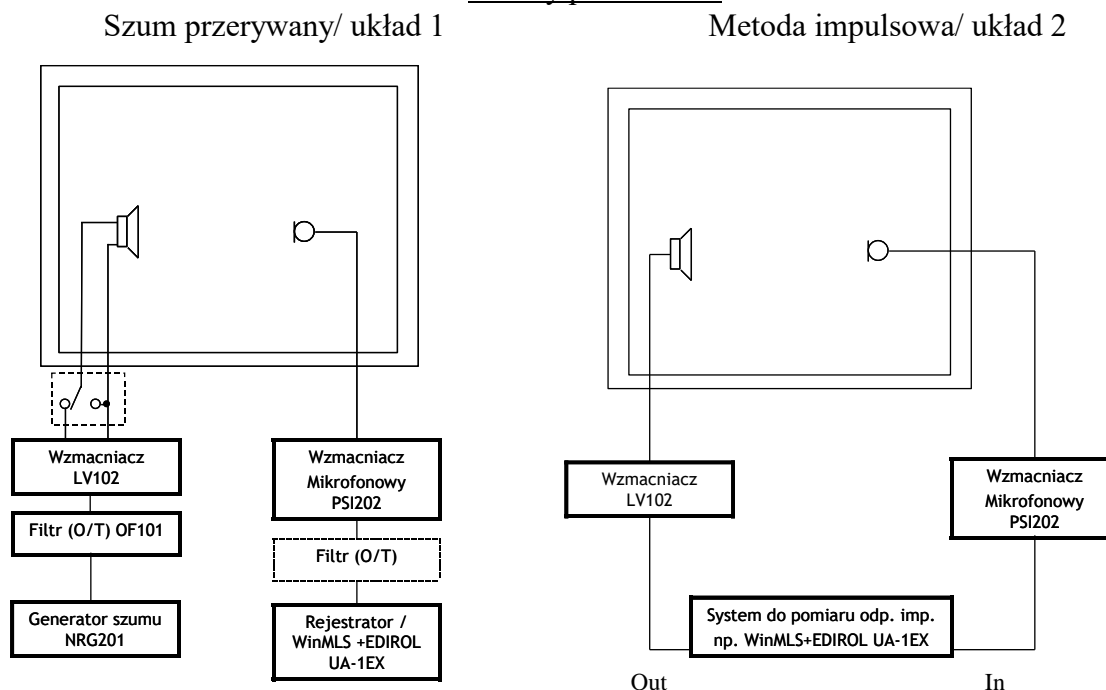 Szum przerywany/ układ 1
Metoda impulsowa/ układ 2
Wzmacniacz
LV102
Filtr (O/T) OF101
Generator szumu
NRG201
Wzmacniacz
Mikrofonowy
PSI202
Filtr (O/T)
Rejestrator /
WinMLS +EDIROL
UA-1EX
Wzmacniacz
LV102
Wzmacniacz
Mikrofonowy
PSI202
System do pomiaru odp. imp.
np. WinMLS+EDIROL UA-1EX
Out
In